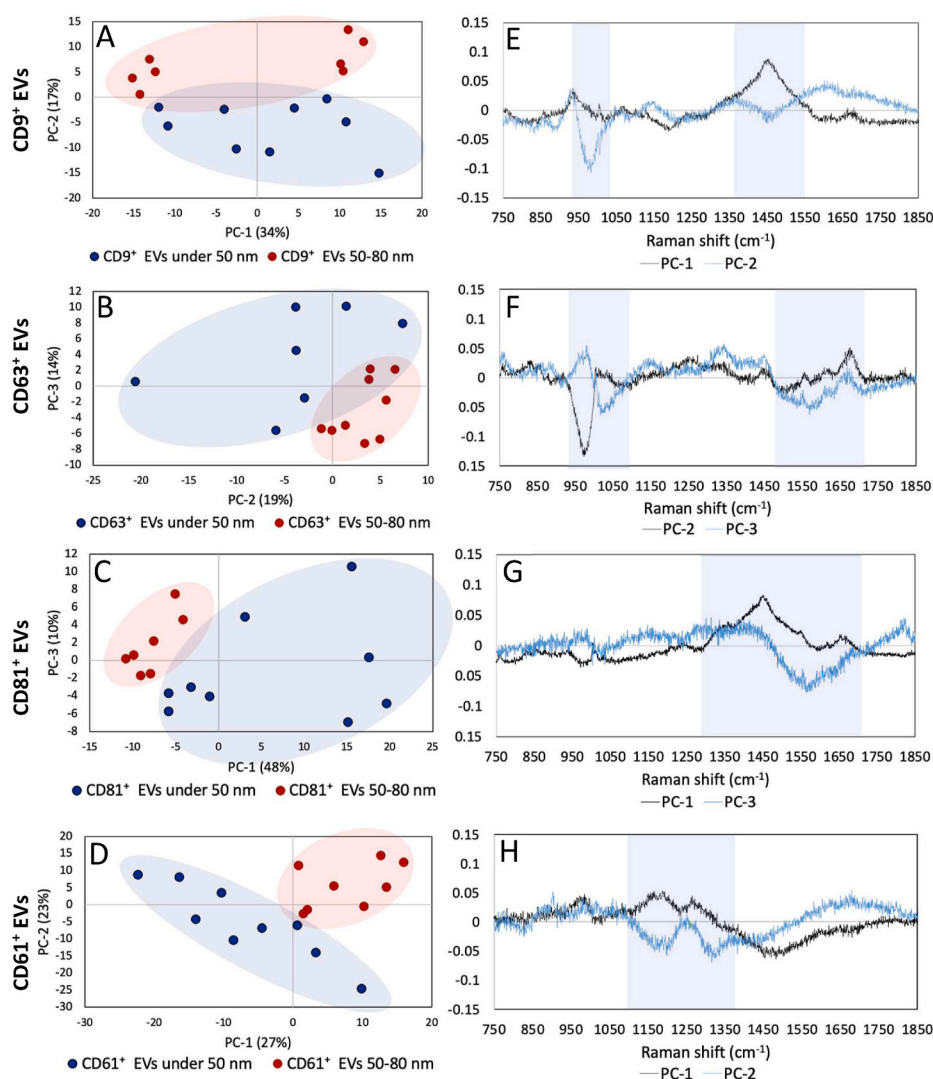 CD9⁺ EVs
A
15
10
5
0
-5
-10
-15
-20
PC-2 (17%)
-20 -15 -10 -5 0 5 10 15 20
PC-1 (34%)
CD9⁺ EVs under 50 nm CD9⁺ EVs 50-80 nm
E
0.15
0.1
0.05
0
-0.05
-0.1
-0.15
750 850 950 1050 1150 1250 1350 1450 1550 1650 1750 1850
Raman shift (cm⁻¹)
PC-1 PC-2
CD63⁺ EVs
B
12
10
8
6
4
2
0
-2
-4
-6
-8
-10
PC-3 (14%)
-25 -20 -15 -10 -5 0 5 10
PC-2 (19%)
CD63⁺ EVs under 50 nm CD63⁺ EVs 50-80 nm
F
0.15
0.1
0.05
0
-0.05
-0.1
0.15
750 850 950 1050 1150 1250 1350 1450 1550 1650 1750 1850
Raman shift (cm⁻¹)
PC-2 PC-3
CD81⁺ EVs
C
12
10
8
6
4
2
0
-2
-4
-6
-8
PC-3 (10%)
-15 -10 -5 0 5 10 15 20 25
PC-1 (48%)
CD81⁺ EVs under 50 nm CD81⁺ EVs 50-80 nm
G
0.15
0.1
0.05
0
-0.05
-0.1
0.15
750 850 950 1050 1150 1250 1350 1450 1550 1650 1750 1850
Raman shift (cm⁻¹)
PC-1 PC-3
CD61⁺ EVs
D
20
15
10
5
0
-5
-10
-15
-20
-25
-30
PC-2 (23%)
-30 -20 -10 0 10 20
PC-1 (27%)
CD61⁺ EVs under 50 nm CD61⁺ EVs 50-80 nm
H
0.15
0.1
0.05
0
-0.05
-0.1
-0.15
750 850 950 1050 1150 1250 1350 1450 1550 1650 1750 1850
Raman shift (cm⁻¹)
PC-1 PC-2